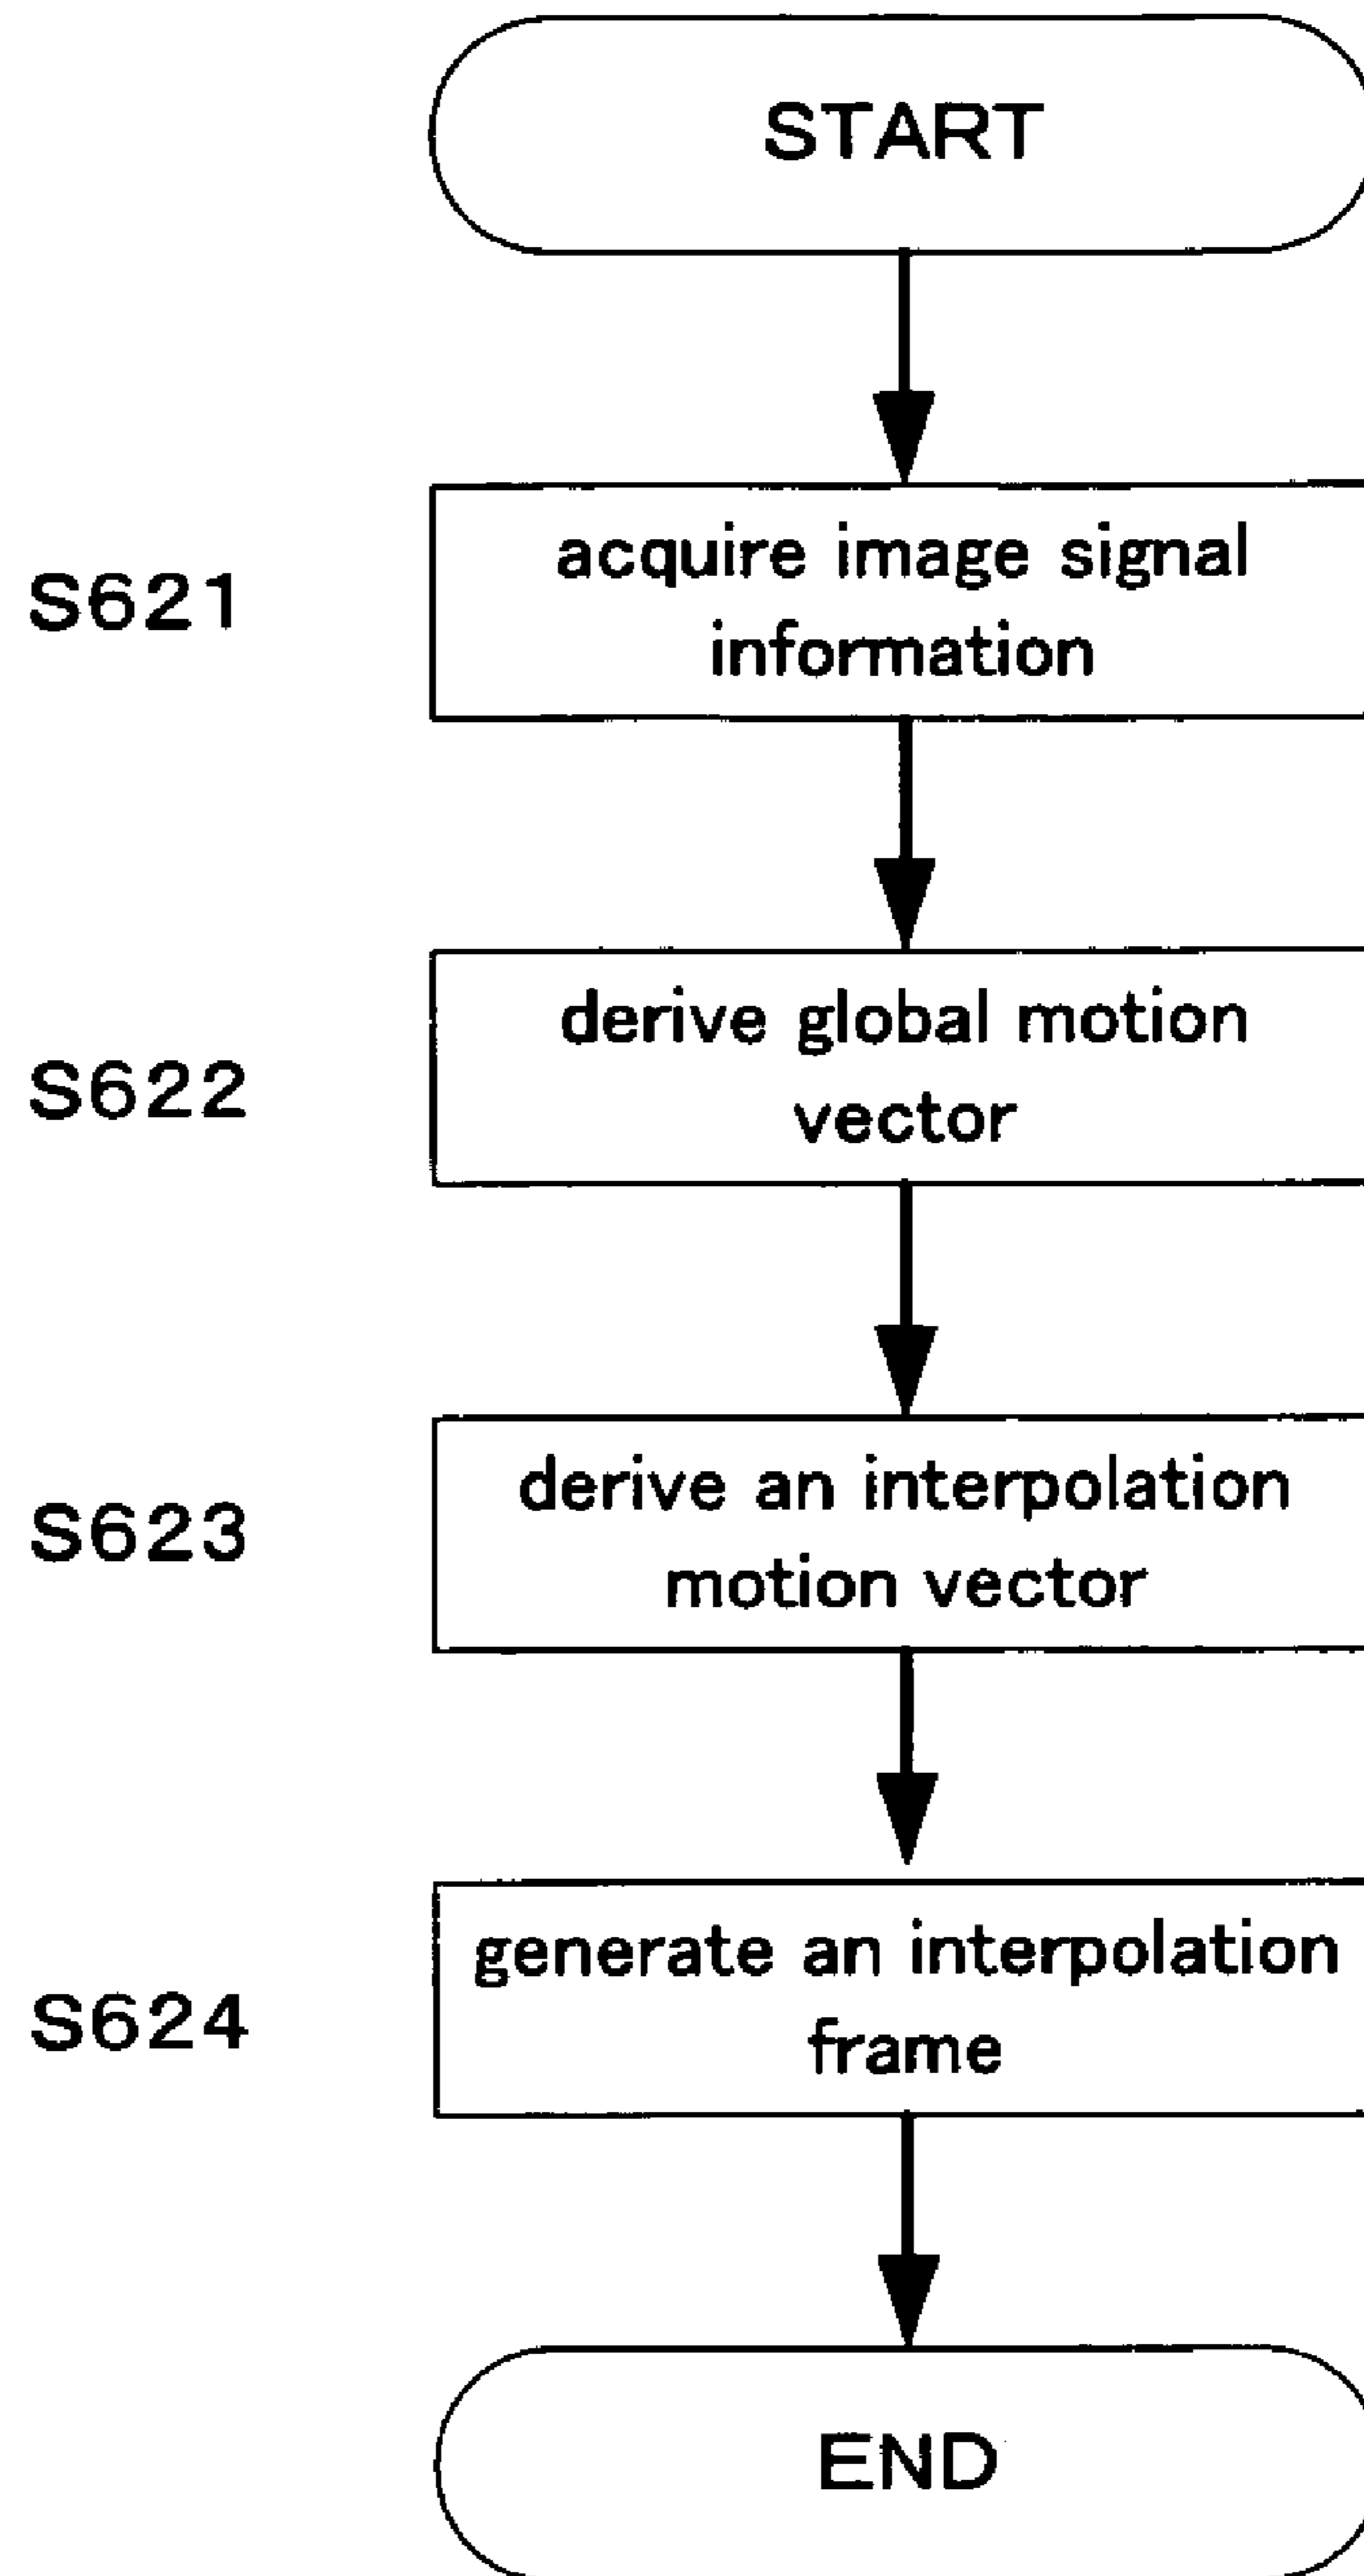 START
S621
acquire image signal
information
S622
derive global motion
vector
S623
derive an interpolation
motion vector
S624
generate an interpolation
frame
END